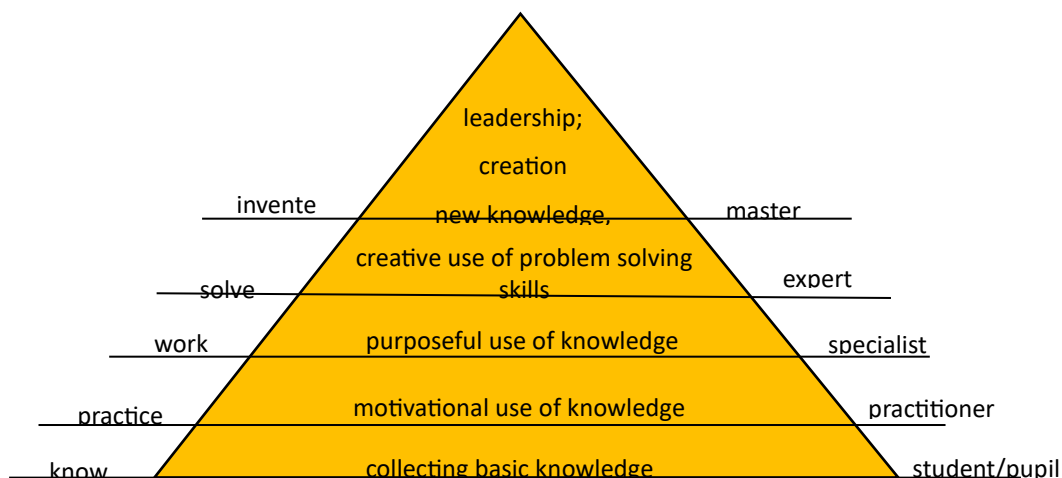 leadership;
creation
invente new knowledge, master
creative use of problem solving
solve skills expert
work purposeful use of knowledge specialist
practice motivational use of knowledge practitioner
know collecting basic knowledge student/pupil